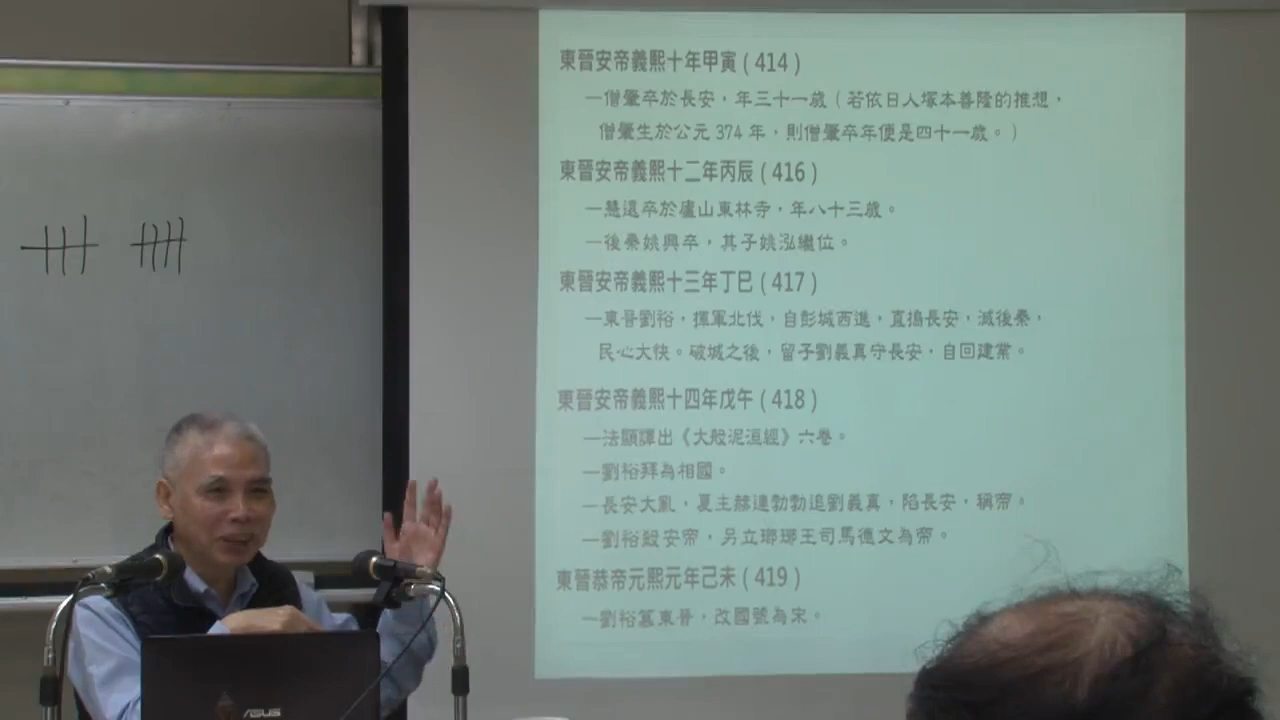 東晉安帝義熙十年甲寅(414)
一僧肇卒於長安,年三十一歲(若依日人塚本善隆的推想,
僧肇生於公元 374 年,則僧肇卒年便是四十一歲。)
東晉安帝義熙十二年丙辰(416)
一慧遠卒於廬山東林寺,年八十三歲。
一後秦姚興卒,其子姚泓繼位。
東晉安帝義熙十三年丁巳(417)
一東晉劉裕,揮軍北伐,自彭城西進,直搗長安,滅後秦,
民心大快。破城之後,留子劉義真守長安,自回建業。
東晉安帝義熙十四年戊午(418)
一法顯譯出《大般泥洹經》六卷。
一劉裕拜為相國。
一長安大亂,夏主赫連勃勃追劉義真,陷長安,稱帝。
一劉裕殺安帝,另立瑯琊王司馬德文為帝。
東晉恭帝元熙元年己未(419)
一劉裕篡東晉,改國號為宋。
ASUS